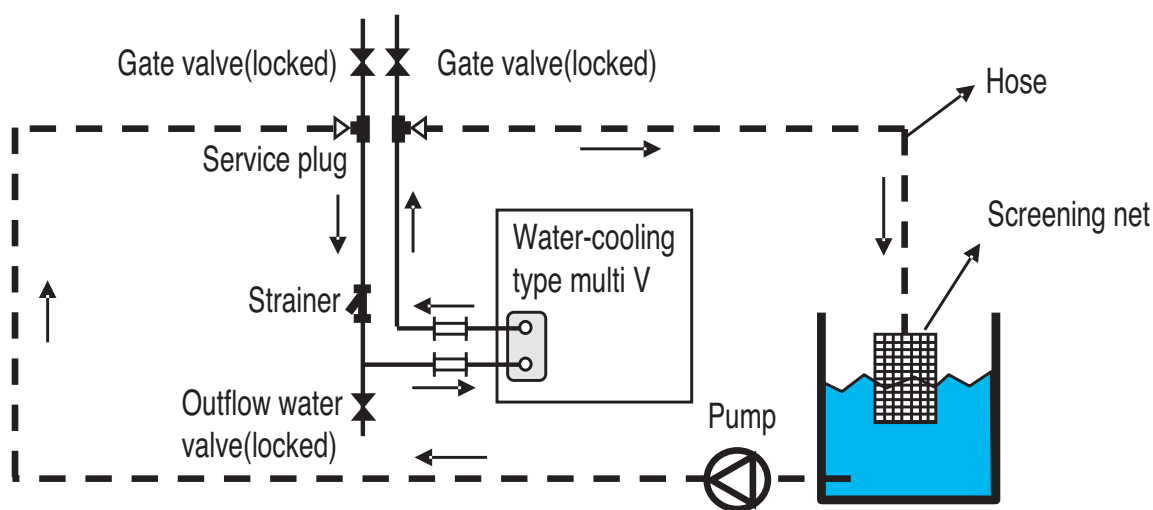 Gate valve(locked)
Gate valve(locked)
Hose
Service plug
Screening net
Water-cooling
type multi V
Strainer
Outflow water
valve(locked)
Pump